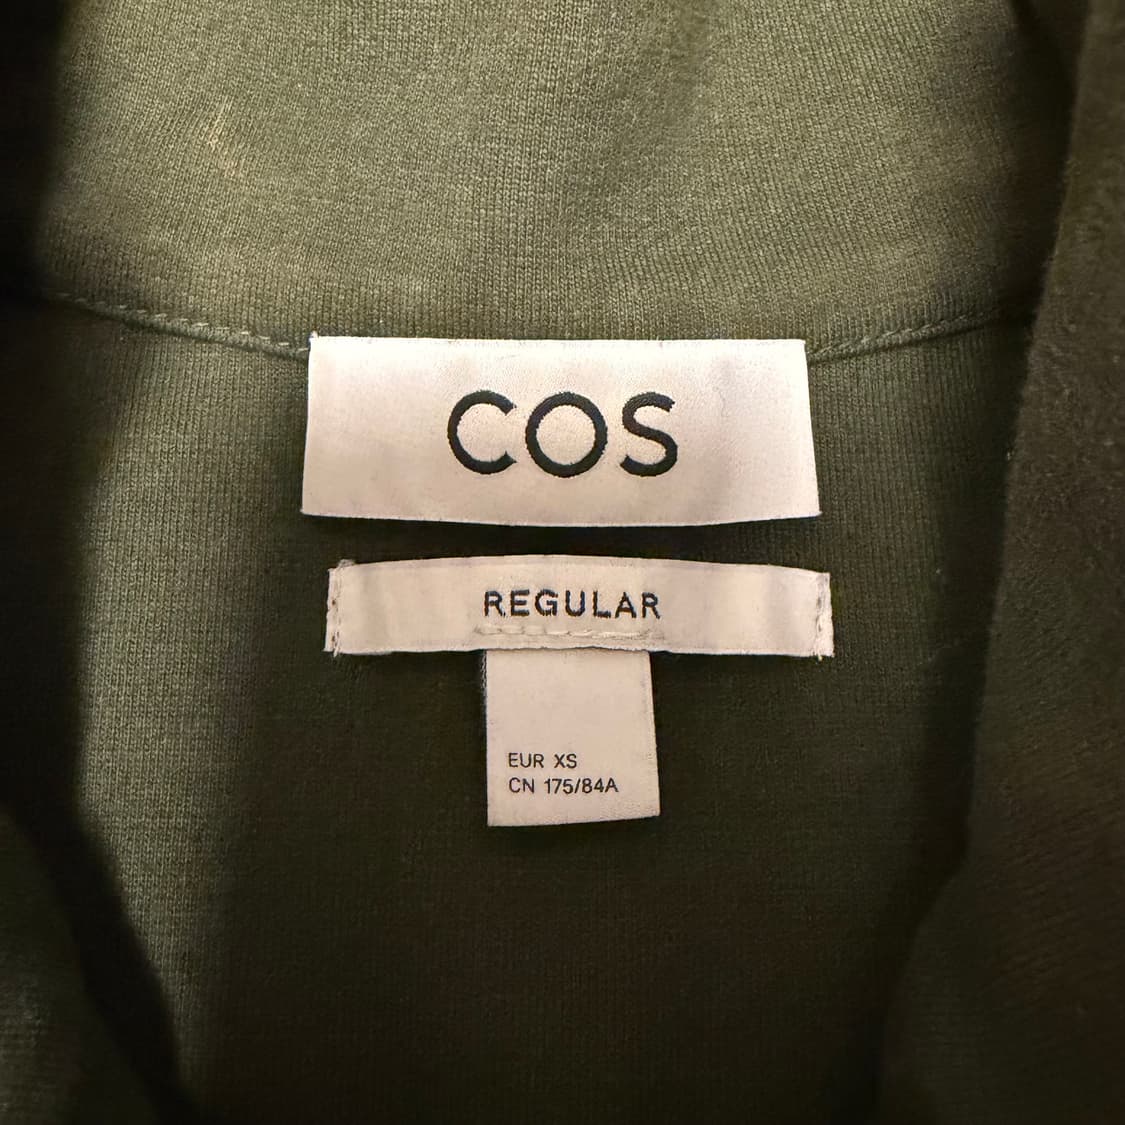 COS
REGULAR
EUR XS
CN 175/84A